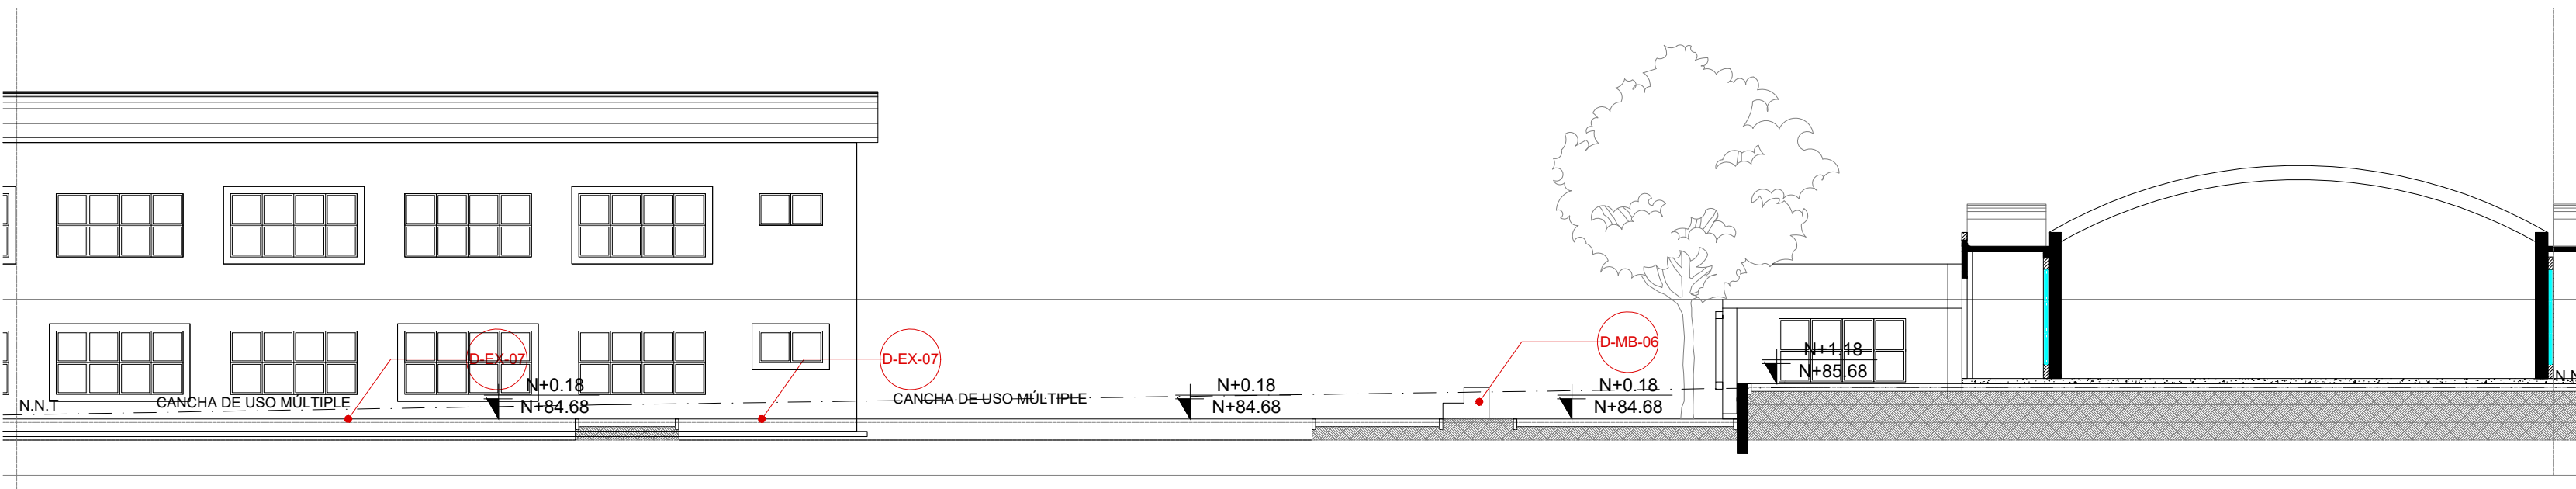 D-EX-07
D-EX-07
D-MB-06
N+1.18
N+85.68
N+0.18
N+84.68
N+0.18
N+84.68
N+0.18
N+84.68
N.N.T
CANCHA DE USO MÚLTIPLE
CANCHA DE USO MÚLTIPLE
N.N